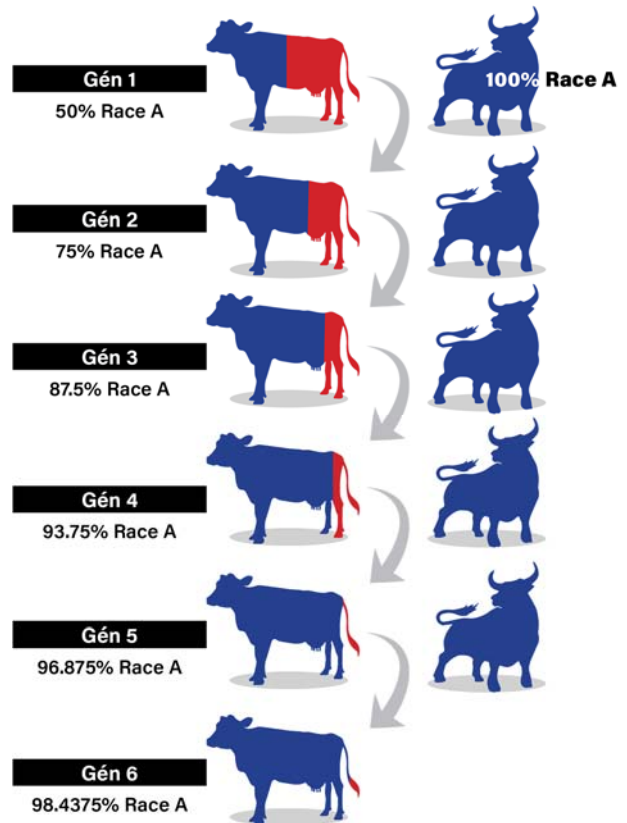 Gén 1
50% Race A
100% Race A
Gén 2
75% Race A
Gén 3
87.5% Race A
Gén 4
93.75% Race A
Gén 5
96.875% Race A
Gén 6
98.4375% Race A